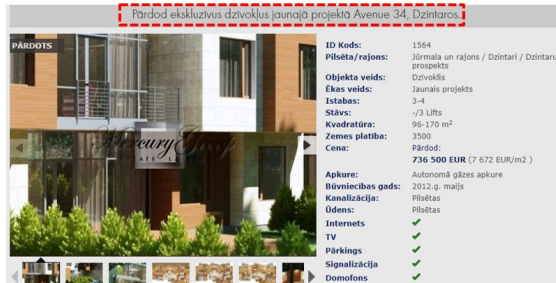 Pārdod ekskluzīvus dzīvokļus jaunajā projektā Avenue 34, Dzintaros.
PĀRDOTS
Mercury Group
ID Kods: 1564
Pilsēta/rajons: Jūrmala un rajons / Dzintari / Dzintaru
prospekts
Objekta veids: Dzīvoklis
Ēkas veids: Jaunais projekts
Istabas: 3-4
Stāvs: -/3 Lifts
Kvadratūra: 96-170 m²
Zemes platība: 3500
Cena: Pārdod:
736 500 EUR (7 672 EUR/m2 )
Apkure: Autonomā gāzes apkure
Būvniecības gads: 2012.g. maijs
Kanalizācija: Pilsētas
Ūdens: Pilsētas
Internets ✔
TV ✔
Pārkings ✔
Signalizācija ✔
Domofons ✔